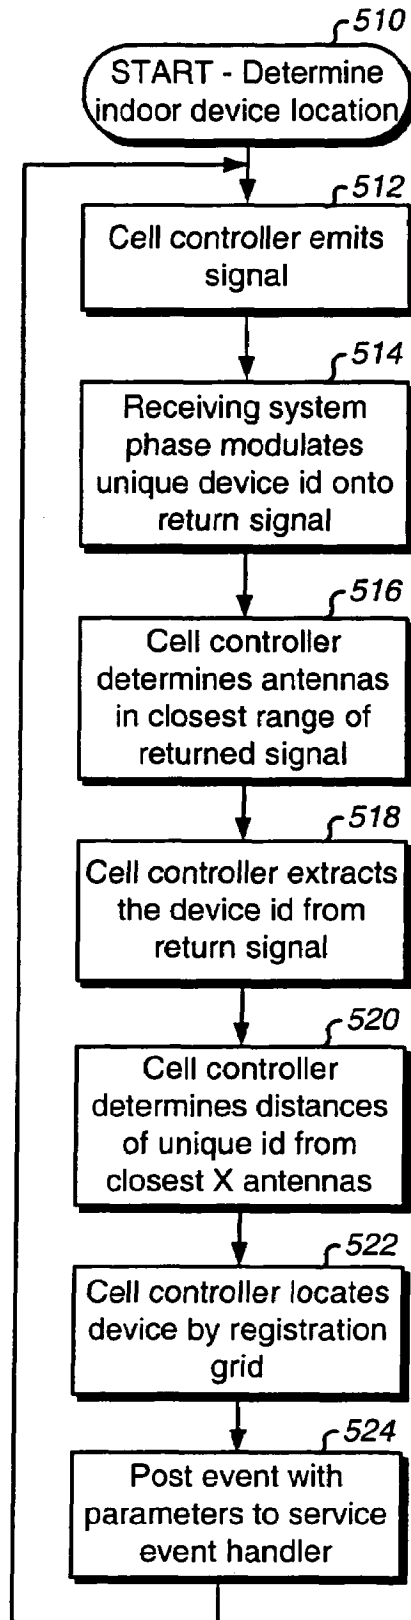 510
START - Determine
indoor device location
512
Cell controller emits
signal
514
Receiving system
phase modulates
unique device id onto
return signal
516
Cell controller
determines antennas
in closest range of
returned signal
518
Cell controller extracts
the device id from
return signal
520
Cell controller
determines distances
of unique id from
closest X antennas
522
Cell controller locates
device by registration
grid
524
Post event with
parameters to service
event handler